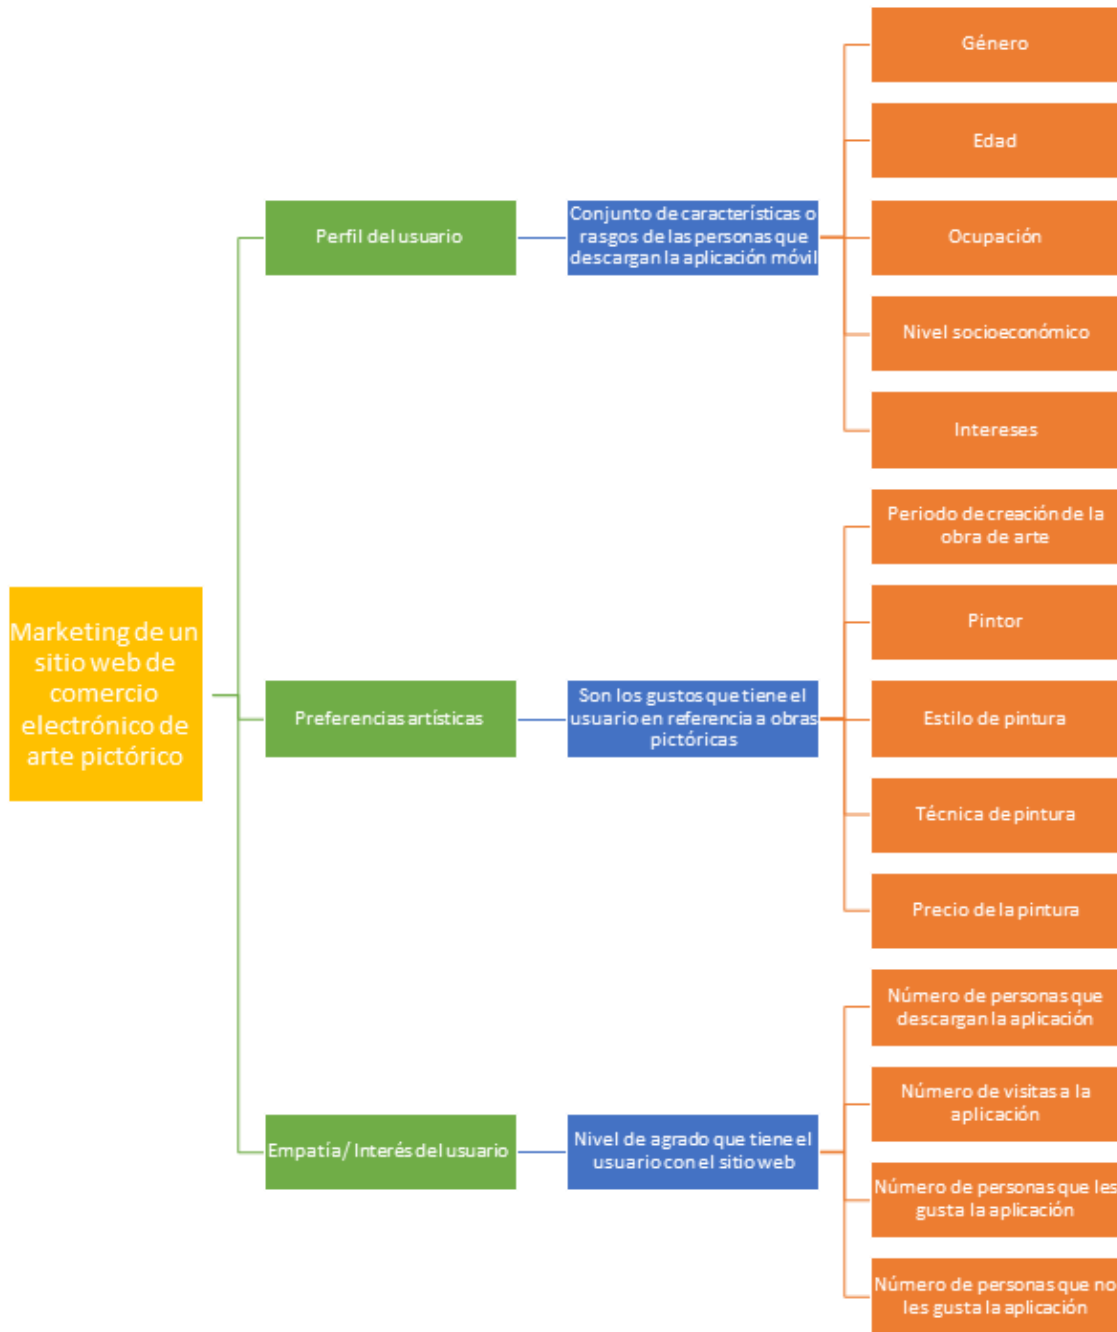 Marketing de un
sitio web de
comercio
electrónico de
arte pictórico
Perfil del usuario
Conjunto de características o
rasgos de las personas que
descargan la aplicación móvil
Género
Edad
Ocupación
Nivel socioeconómico
Intereses
Preferencias artísticas
Son los gustos que tiene el
usuario en referencia a obras
pictóricas
Periodo de creación de la
obra de arte
Pintor
Estilo de pintura
Técnica de pintura
Precio de la pintura
Empatía/ Interés del usuario
Nivel de agrado que tiene el
usuario con el sitio web
Número de personas que
descargan la aplicación
Número de visitas a la
aplicación
Número de personas que les
gusta la aplicación
Número de personas que no
les gusta la aplicación